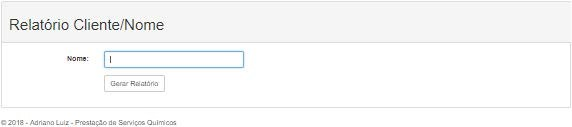 Relatório Cliente/Nome
Nome:
Gerar Relatório
© 2018 - Adriano Luiz - Prestação de Serviços Químicos